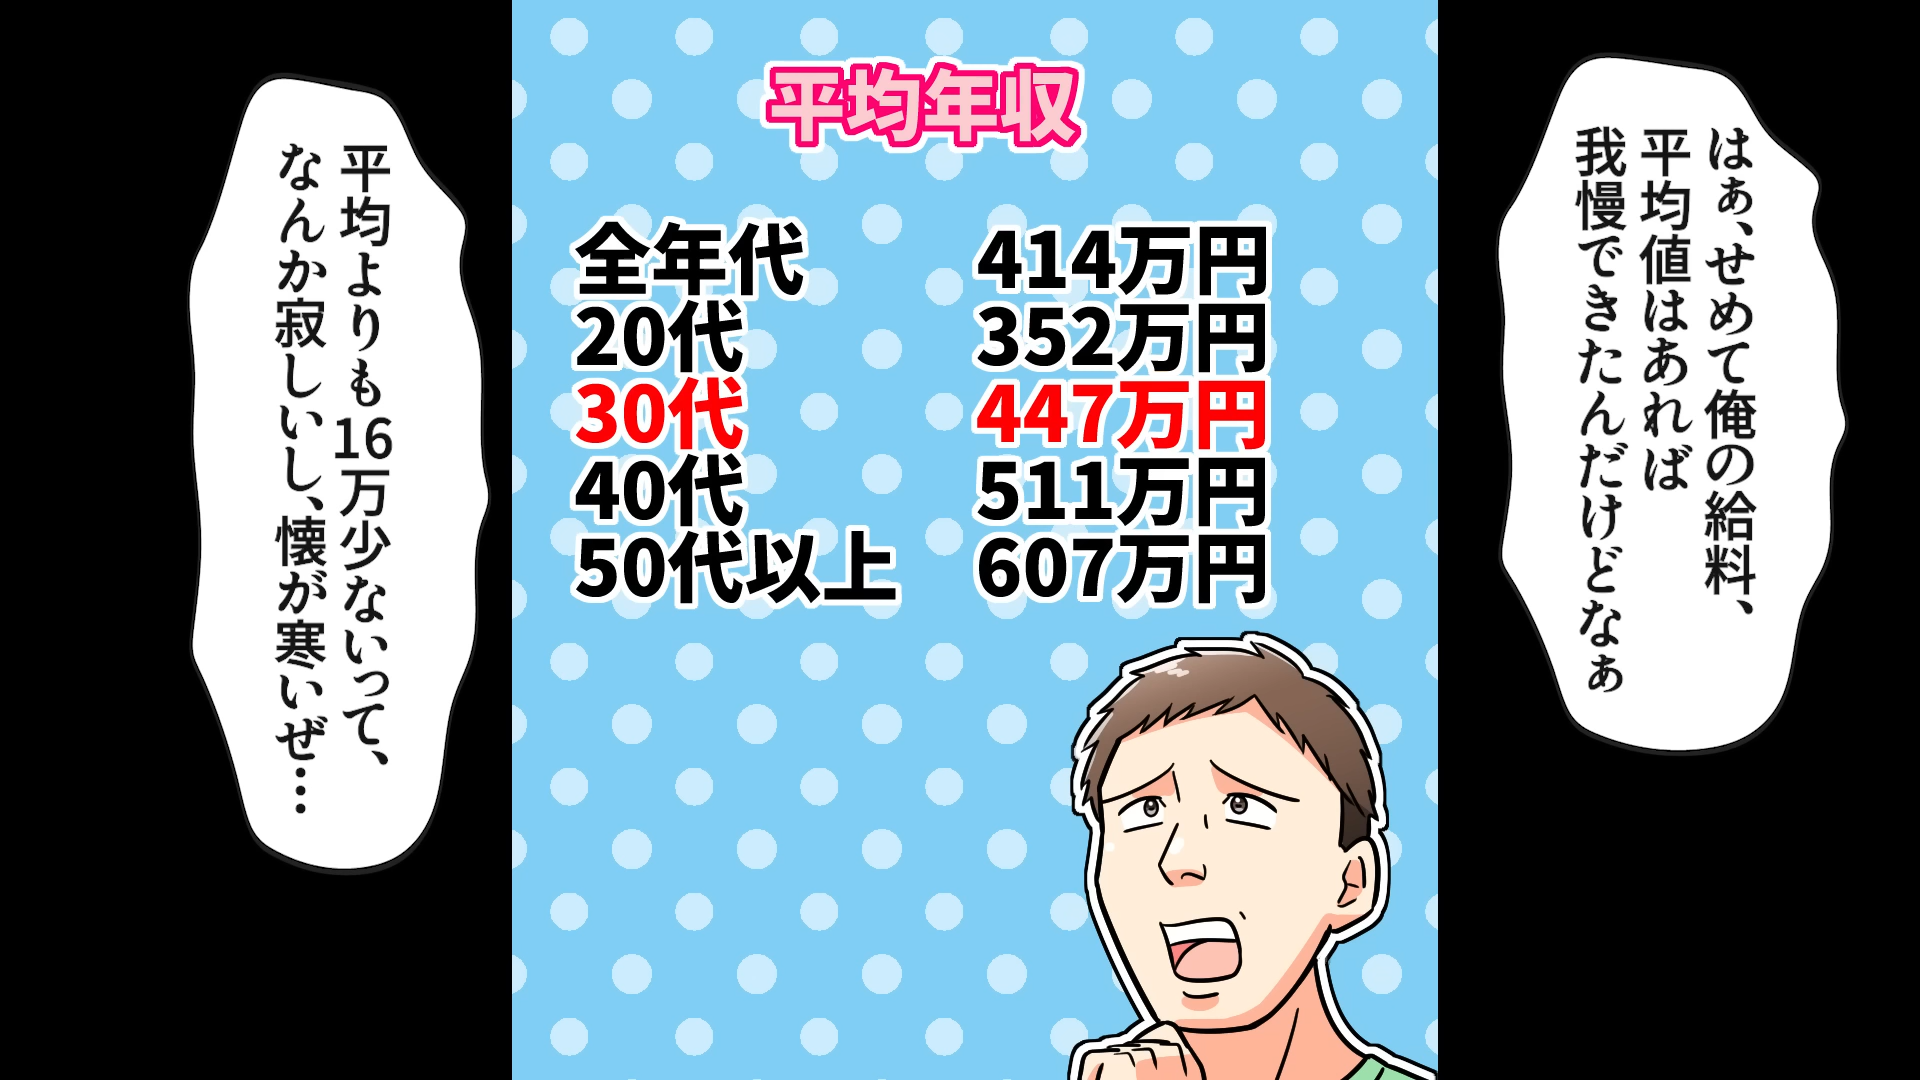 はぁ、せめて俺の給料、
平均値はあれば
我慢できたんだけどなぁ
平均年収
全年代 414万円
20代 352万円
30代 447万円
40代 511万円
50代以上 607万円
平均よりも16万少ないって、
なんか寂しいし、懐が寒いぜ…